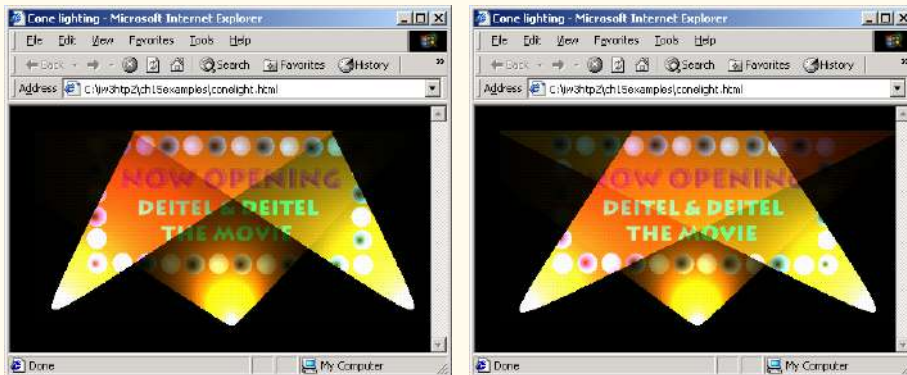 Cone lighting - Microsoft Internet Explorer
File Edit View Favorites Tools Help
Back Search Favorites History »
Address C:\iw3htp2\ch15examples\conelight.html
NOW OPENING
DEITEL & DEITEL
THE MOVIE
Done My Computer
Cone lighting - Microsoft Internet Explorer
File Edit View Favorites Tools Help
Back Search Favorites History »
Address C:\iw3htp2\ch15examples\conelight.html
NOW OPENING
DEITEL & DEITEL
THE MOVIE
Done My Computer